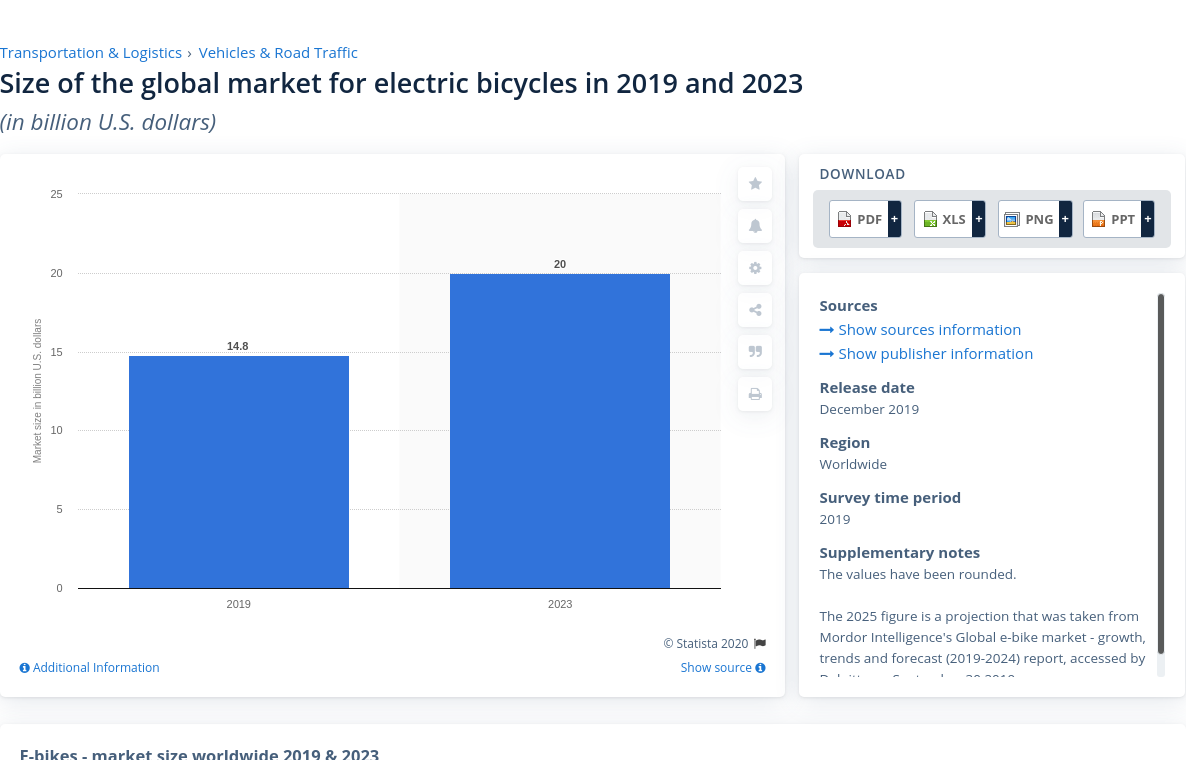 Transportation & Logistics › Vehicles & Road Traffic
Size of the global market for electric bicycles in 2019 and 2023
(in billion U.S. dollars)
25
20
15
10
5
0
Market size in billion U.S. dollars
14.8
20
2019
2023
© Statista 2020
Additional Information
Show source
DOWNLOAD
PDF +
XLS +
PNG +
PPT +
Sources
Show sources information
Show publisher information
Release date
December 2019
Region
Worldwide
Survey time period
2019
Supplementary notes
The values have been rounded.
The 2025 figure is a projection that was taken from
Mordor Intelligence's Global e-bike market - growth,
trends and forecast (2019-2024) report, accessed by
E-bikes - market size worldwide 2019 & 2023